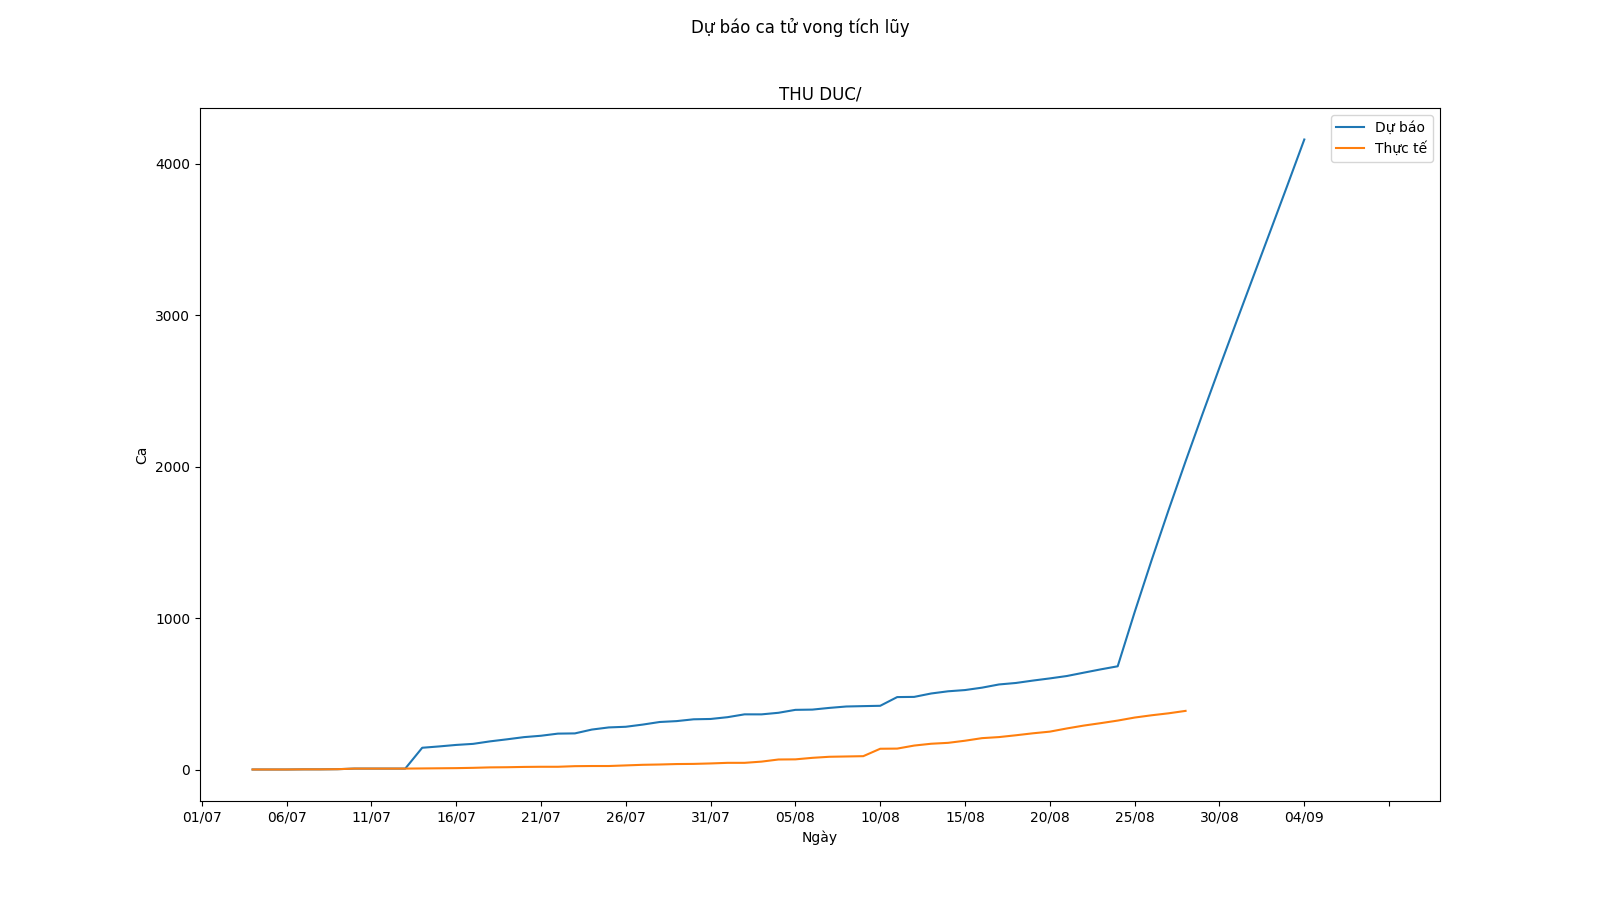 Dự báo ca tử vong tích lũy
THU DUC/
Dự báo
Thực tế
4000
3000
2000
1000
0
Ca
01/07 06/07 11/07 16/07 21/07 26/07 31/07 05/08 10/08 15/08 20/08 25/08 30/08 04/09
Ngày